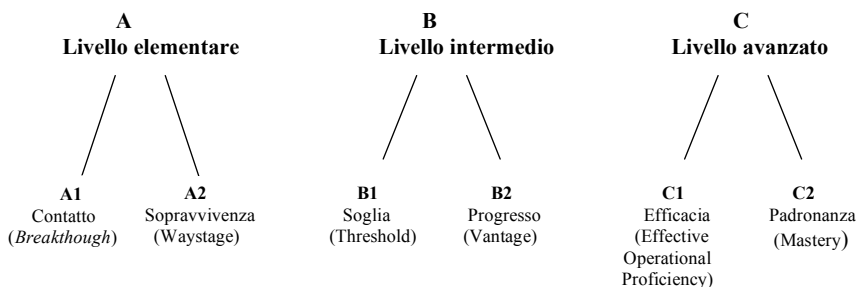 A
Livello elementare
B
Livello intermedio
C
Livello avanzato
A1
Contatto
(Breakthough)
A2
Sopravvivenza
(Waystage)
B1
Soglia
(Threshold)
B2
Progresso
(Vantage)
C1
Efficacia
(Effective
Operational
Proficiency)
C2
Padronanza
(Mastery)